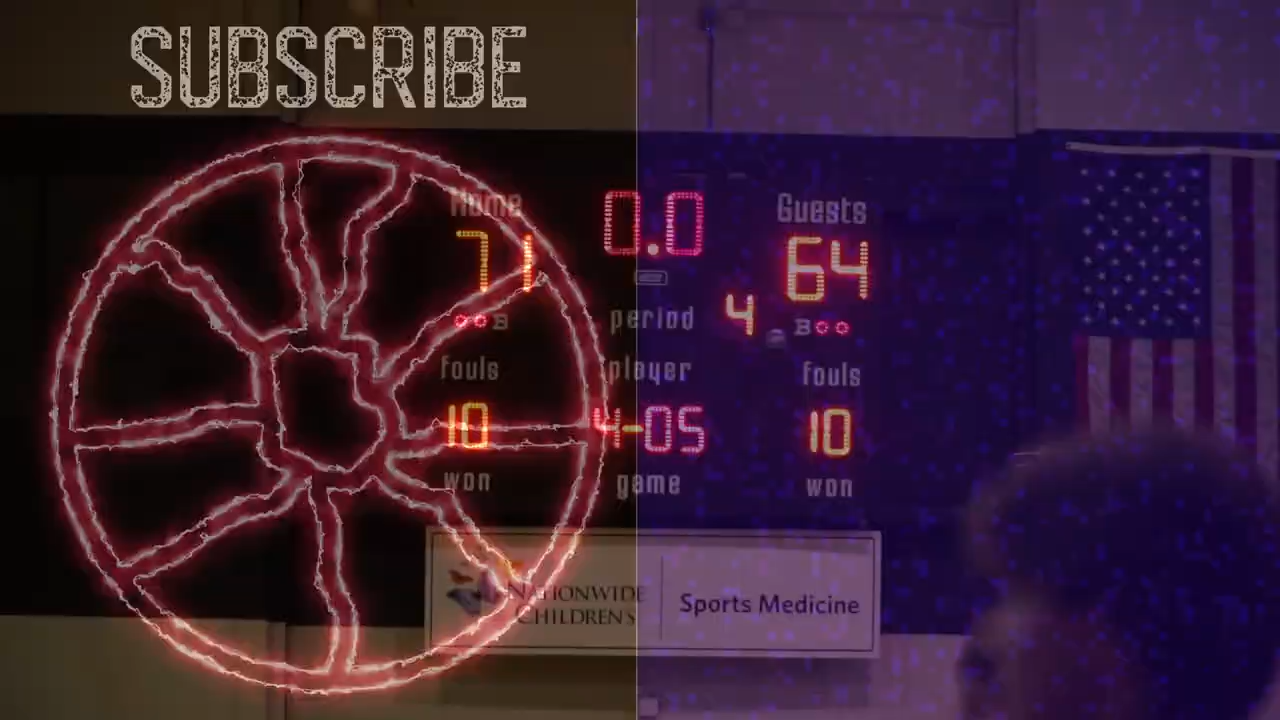 SUBSCRIBE
Home 0.0 Guests
71 64
B period 4 B
fouls player fouls
10 4-05 10
won game won
NATIONWIDE
CHILDREN'S
Sports Medicine